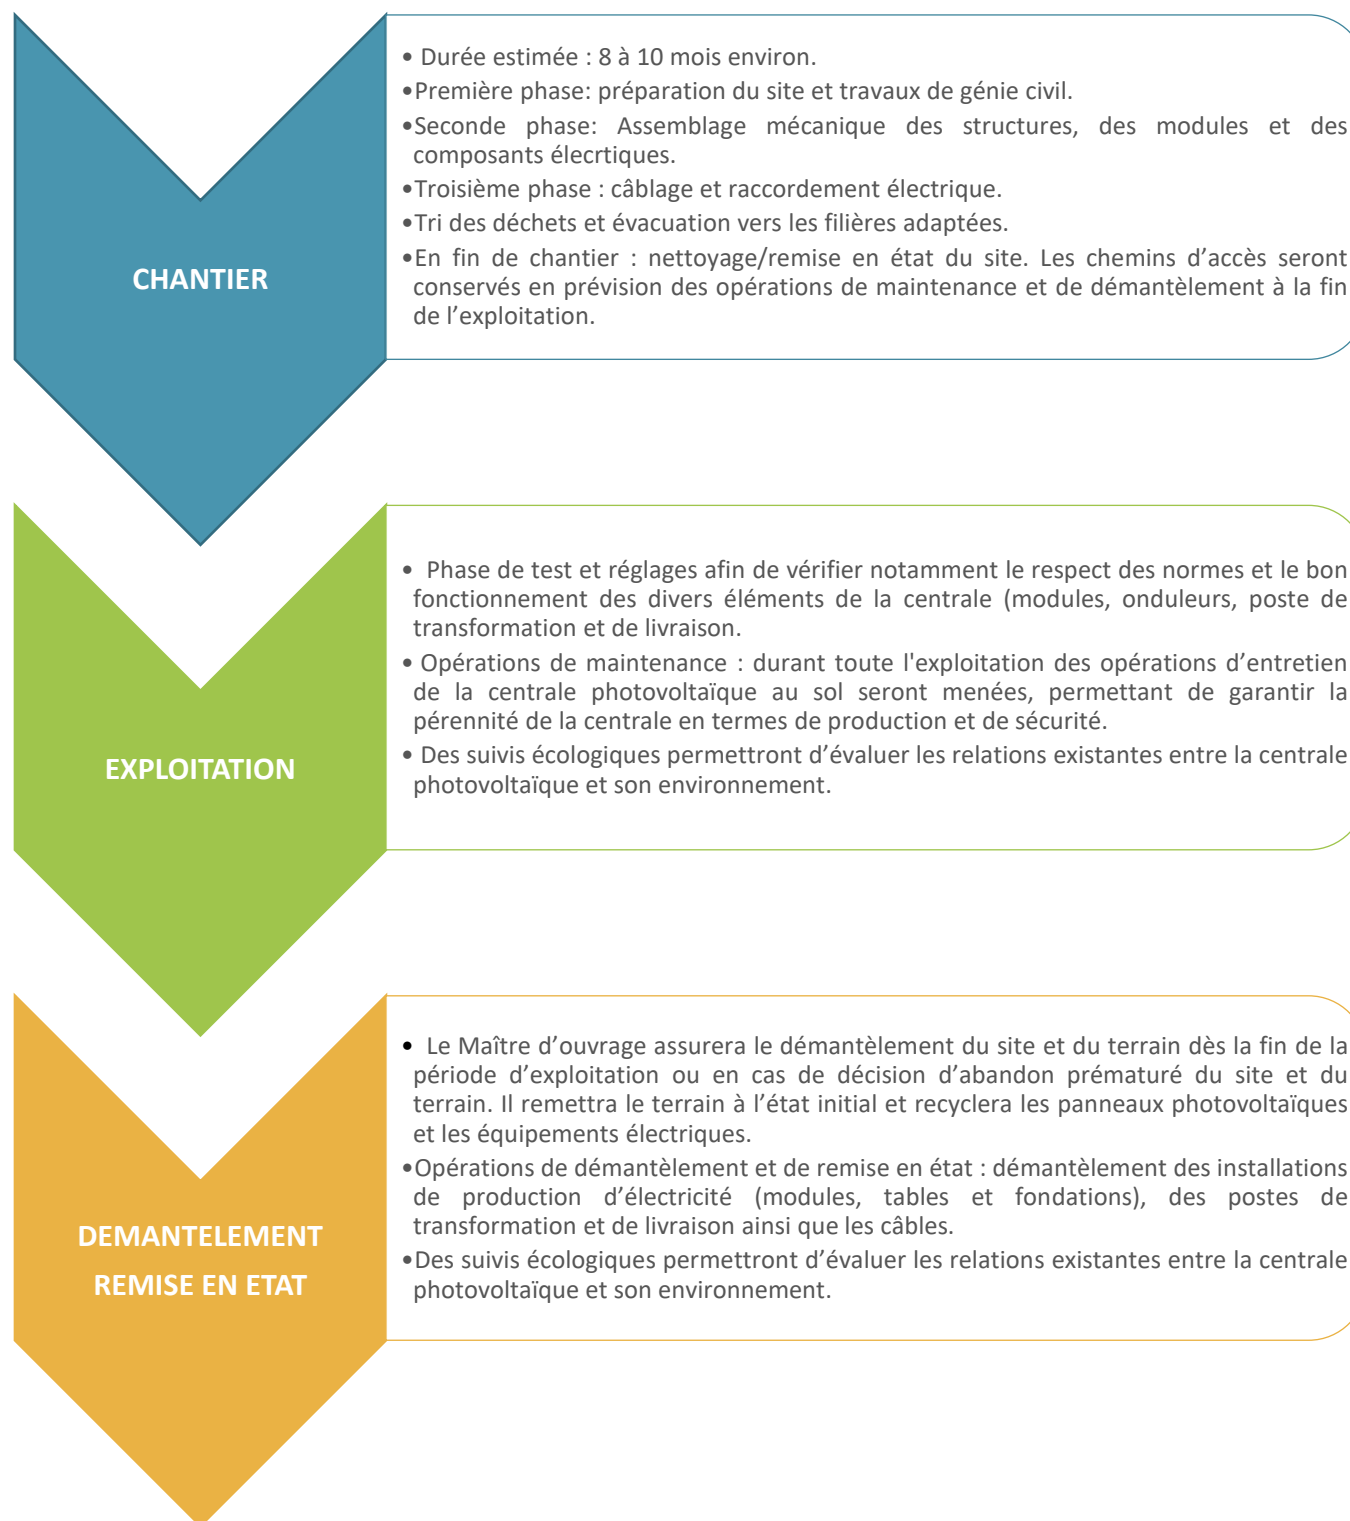 CHANTIER
• Durée estimée : 8 à 10 mois environ.
•Première phase: préparation du site et travaux de génie civil.
•Seconde phase: Assemblage mécanique des structures, des modules et des
composants élecrtiques.
•Troisième phase : câblage et raccordement électrique.
•Tri des déchets et évacuation vers les filières adaptées.
•En fin de chantier : nettoyage/remise en état du site. Les chemins d’accès seront
conservés en prévision des opérations de maintenance et de démantèlement à la fin
de l’exploitation.
EXPLOITATION
• Phase de test et réglages afin de vérifier notamment le respect des normes et le bon
fonctionnement des divers éléments de la centrale (modules, onduleurs, poste de
transformation et de livraison.
• Opérations de maintenance : durant toute l'exploitation des opérations d’entretien
de la centrale photovoltaïque au sol seront menées, permettant de garantir la
pérennité de la centrale en termes de production et de sécurité.
• Des suivis écologiques permettront d’évaluer les relations existantes entre la centrale
photovoltaïque et son environnement.
DEMANTELEMENT
REMISE EN ETAT
• Le Maître d’ouvrage assurera le démantèlement du site et du terrain dès la fin de la
période d’exploitation ou en cas de décision d’abandon prématuré du site et du
terrain. Il remettra le terrain à l’état initial et recyclera les panneaux photovoltaïques
et les équipements électriques.
•Opérations de démantèlement et de remise en état : démantèlement des installations
de production d’électricité (modules, tables et fondations), des postes de
transformation et de livraison ainsi que les câbles.
•Des suivis écologiques permettront d’évaluer les relations existantes entre la centrale
photovoltaïque et son environnement.